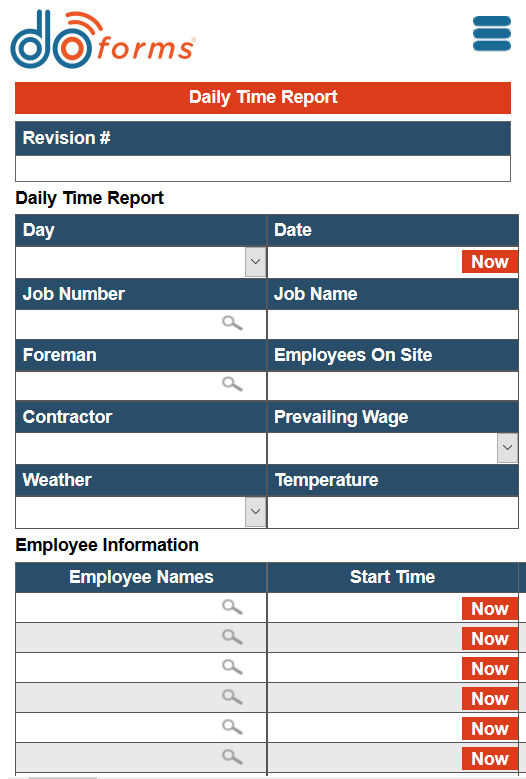 doforms®
Daily Time Report
Revision #
Daily Time Report
Day Date
Now
Job Number Job Name
Foreman Employees On Site
Contractor Prevailing Wage
Weather Temperature
Employee Information
Employee Names Start Time
Now
Now
Now
Now
Now
Now